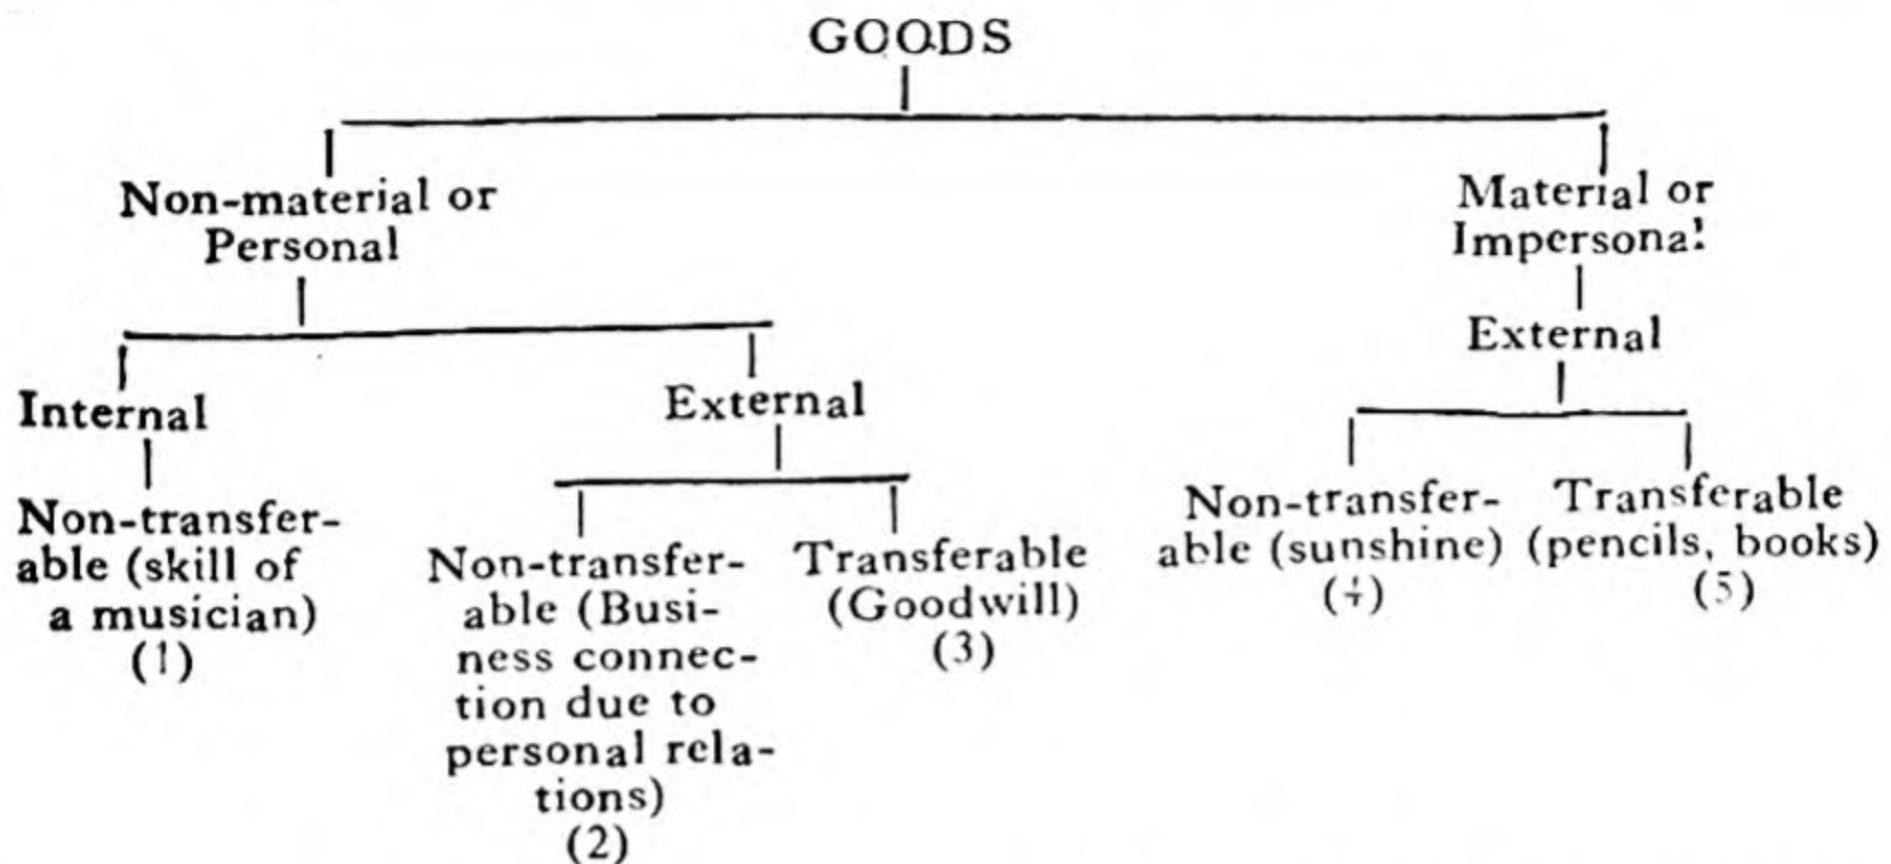 GOODS
Non-material or
Personal
Material or
Impersonal
External
Internal
External
Non-transfer-
able (skill of
a musician)
(1)
Non-transfer-
able (Busi-
ness connec-
tion due to
personal rela-
tions)
(2)
Transferable
(Goodwill)
(3)
Non-transfer-
able (sunshine)
(4)
Transferable
(pencils, books)
(5)